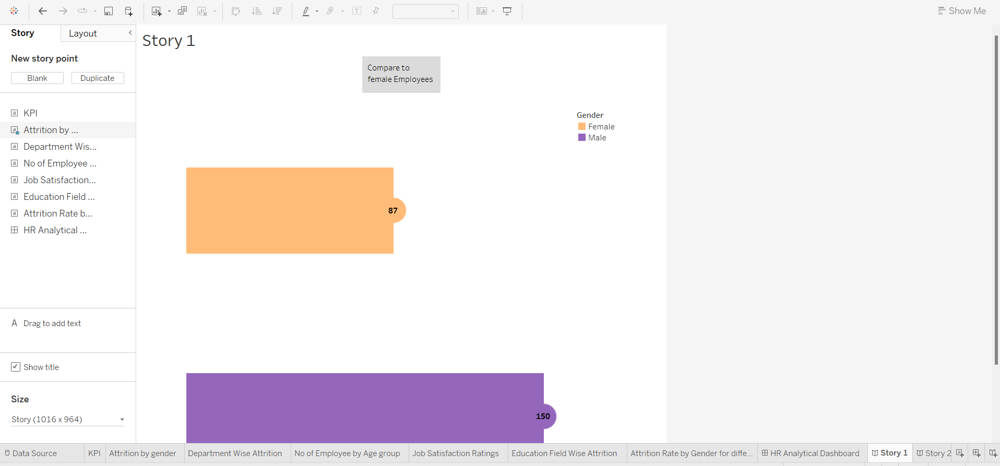 Show Me
Story
Layout
New story point
Blank
Duplicate
KPI
Attrition by ...
Department Wis...
No of Employee ...
Job Satisfaction...
Education Field ...
Attrition Rate b...
HR Analytical ...
A Drag to add text
Show title
Size
Story (1016 x 964)
Story 1
Compare to
female Employees
Gender
Female
Male
87
150
Data Source
KPI
Attrition by gender
Department Wise Attrition
No of Employee by Age group
Job Satisfaction Ratings
Education Field Wise Attrition
Attrition Rate by Gender for diffe...
HR Analytical Dashboard
Story 1
Story 2